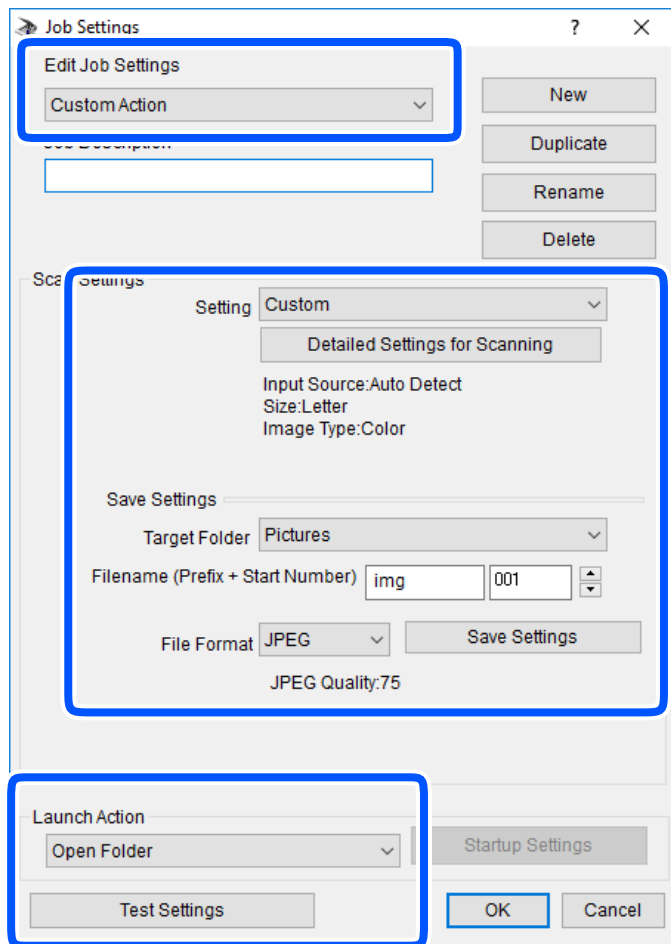 Job Settings ? X
Edit Job Settings
Custom Action
New
Duplicate
Rename
Delete
Scan Settings
Setting Custom
Detailed Settings for Scanning
Input Source:Auto Detect
Size:Letter
Image Type:Color
Save Settings
Target Folder Pictures
Filename (Prefix + Start Number) img 001
File Format JPEG Save Settings
JPEG Quality:75
Launch Action
Open Folder Startup Settings
Test Settings OK Cancel